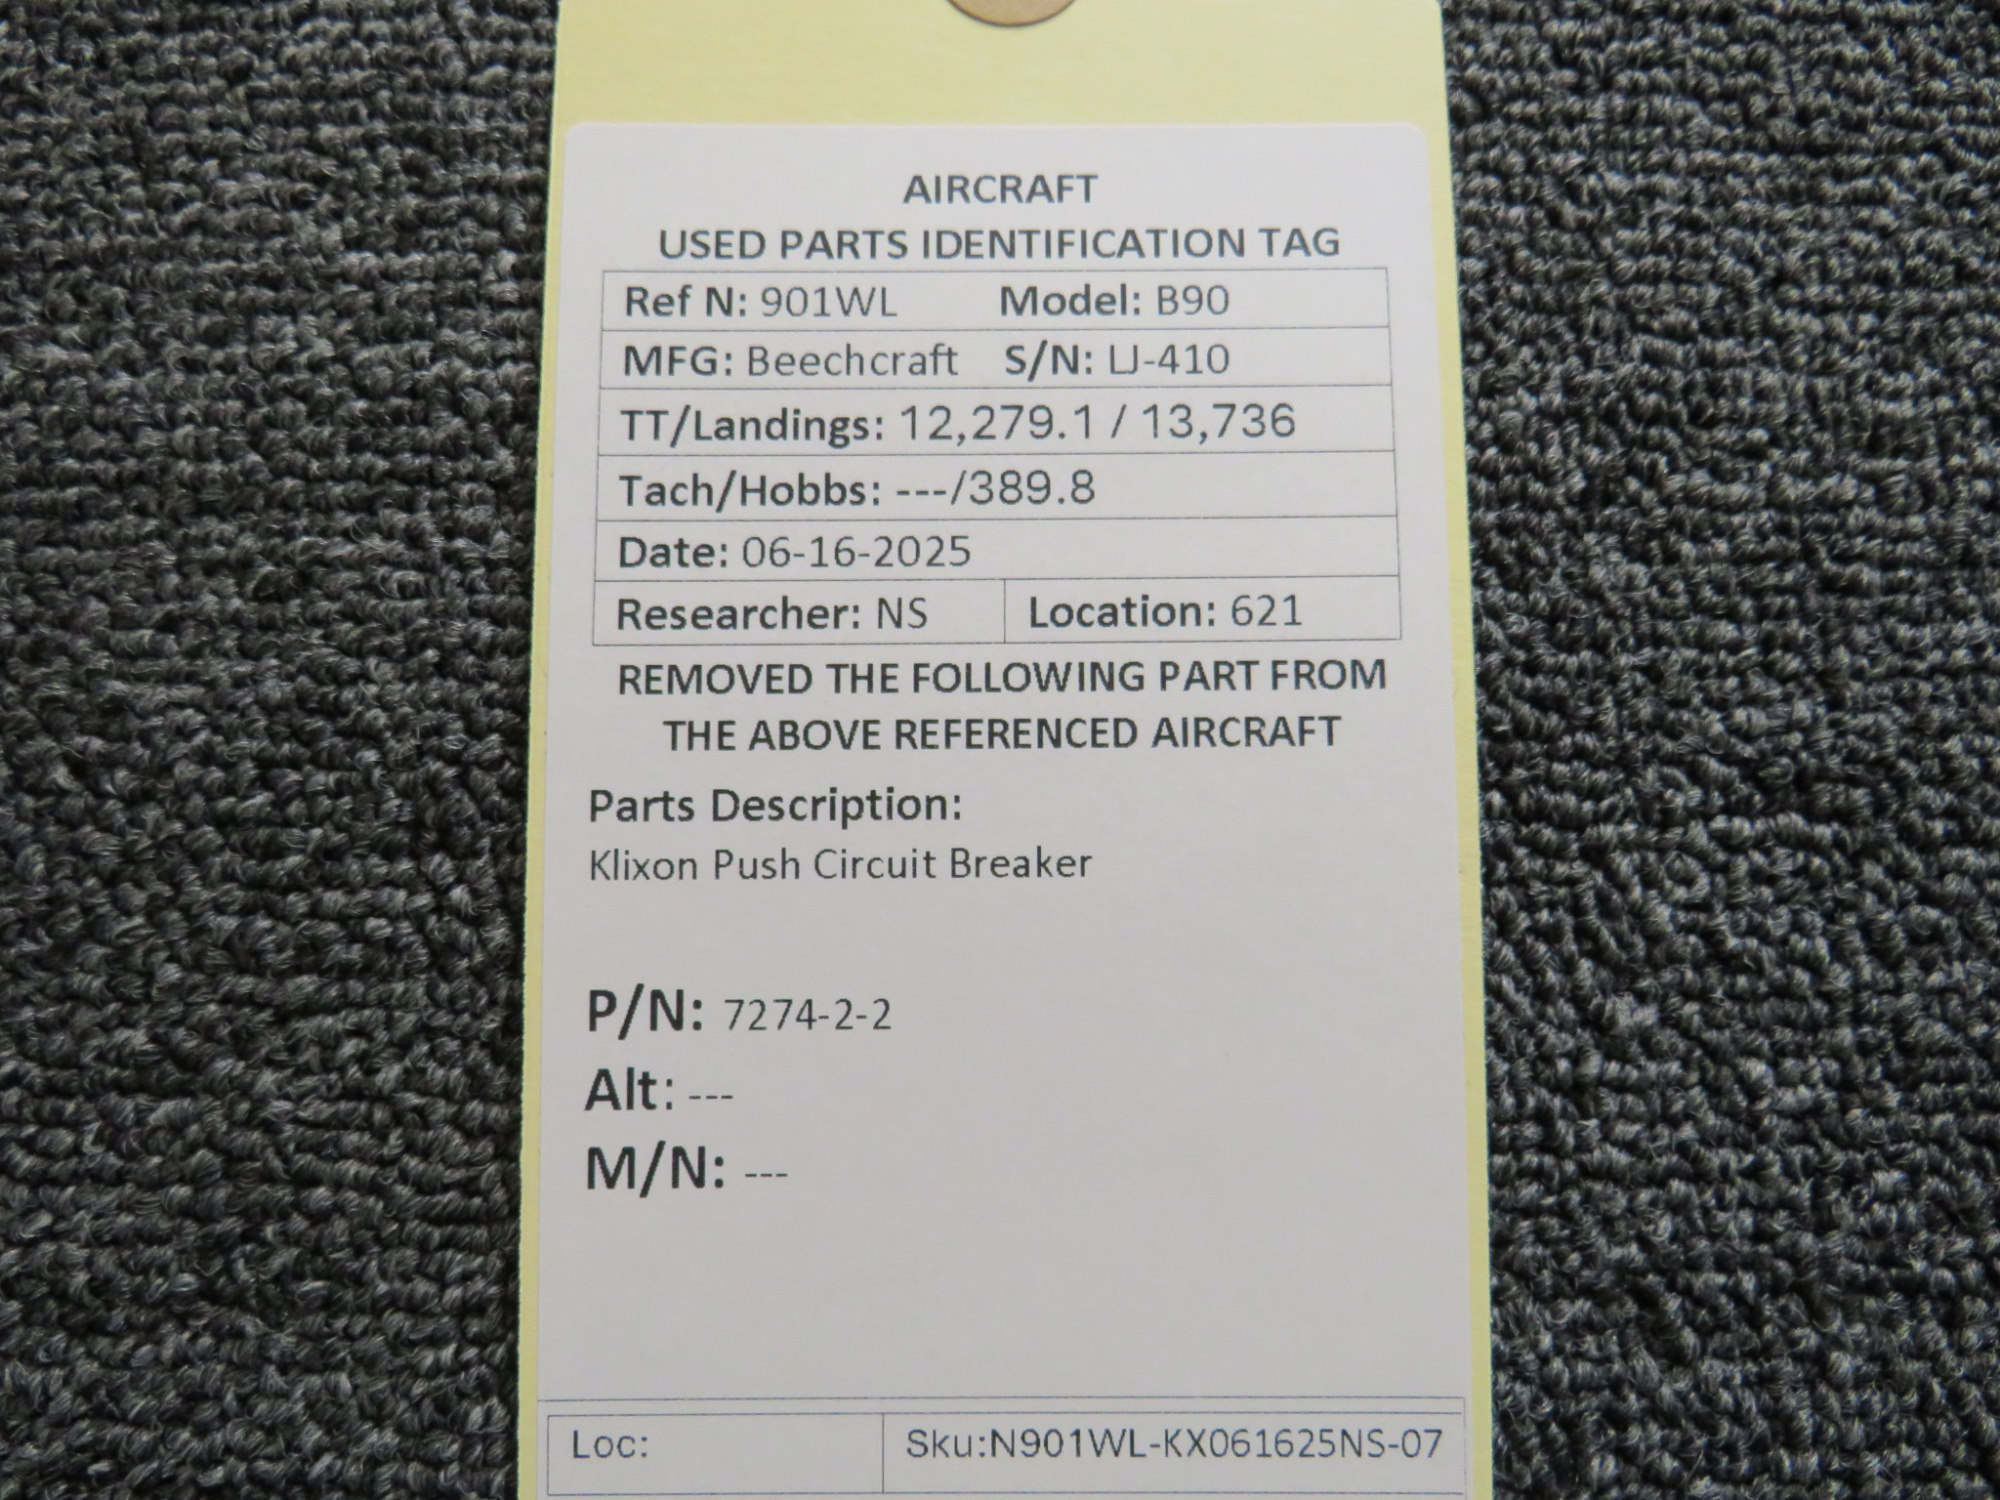 AIRCRAFT
USED PARTS IDENTIFICATION TAG
Ref N: 901WL Model: B90
MFG: Beechcraft S/N: LJ-410
TT/Landings: 12,279.1 / 13,736
Tach/Hobbs: ---/389.8
Date: 06-16-2025
Researcher: NS Location: 621
REMOVED THE FOLLOWING PART FROM
THE ABOVE REFERENCED AIRCRAFT
Parts Description:
Klixon Push Circuit Breaker
P/N: 7274-2-2
Alt: ---
M/N: ---
Loc: Sku:N901WL-KX061625NS-07